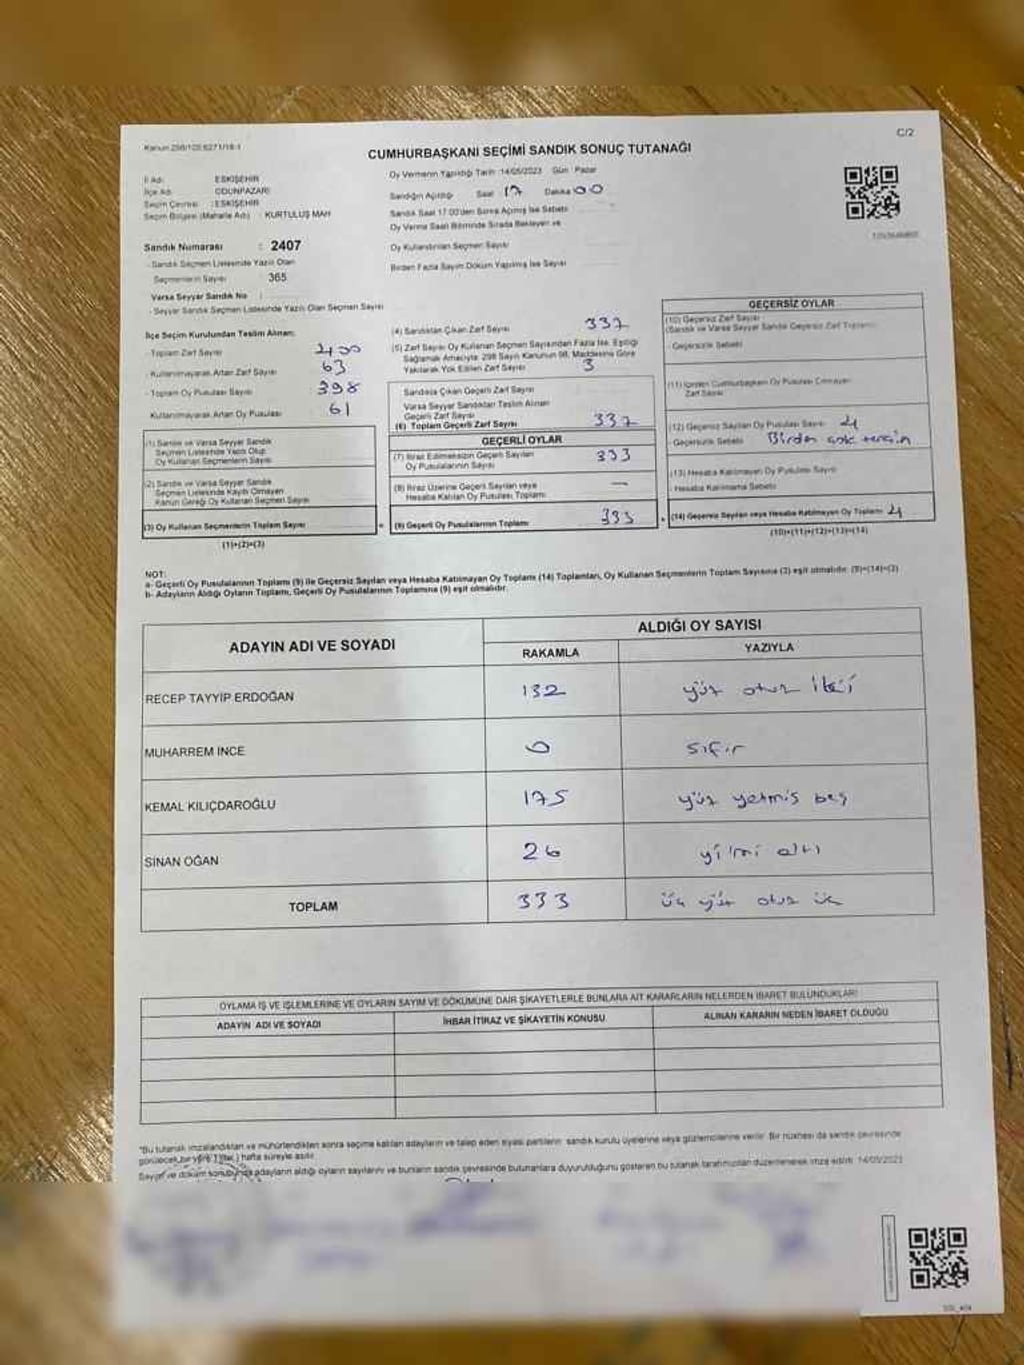 C/2
Kanun 298/105:6271/18-1
CUMHURBAŞKANI SEÇİMİ SANDIK SONUÇ TUTANAĞI
İl Adı : ESKİŞEHİR
İlçe Adı : ODUNPAZARI
Seçim Çevresi : ESKİŞEHİR
Seçim Bölgesi (Mahalle Adı) : KURTULUŞ MAH
Sandık Numarası : 2407
- Sandık Seçmen Listesinde Yazılı Olan
Seçmenlerin Sayısı 365
Varsa Seyyar Sandık No :
- Seyyar Sandık Listesinde Yazılı Olan Seçmen Sayısı
Oy Vermenin Yapıldığı Tarih :14/05/2023 Gün : Pazar
Sandığın Açıldığı Saat 17 Dakika 00
Sandık Saat 17:00'den Sonra Açılmış İse Sebebi
Oy Verme Saati Bitiminde Sırada Bekleyen ve
Oy Kullandırılan Seçmen Sayısı
Birden Fazla Sayım Döküm Yapılmış İse Sayısı
İlçe Seçim Kurulundan Teslim Alınan:
- Toplam Zarf Sayısı 400
- Kullanılmayarak Artan Zarf Sayısı 63
- Toplam Oy Pusulası Sayısı 398
Kullanılmayarak Artan Oy Pusulası 61
(1) Sandık ve Varsa Seyyar Sandık
Seçmen Listesinde Yazılı Olup
Oy Kullanan Seçmenlerin Sayısı
(2) Sandık ve Varsa Seyyar Sandık
Seçmen Listesinde Kayıtlı Olmayan
Kanun Gereği Oy Kullanan Seçmen Sayısı
(3) Oy Kullanan Seçmenlerin Toplam Sayısı =
(1)+(2)=(3)
(4) Sandıktan Çıkan Zarf Sayısı 337
(5) Zarf Sayısı Oy Kullanan Seçmen Sayısından Fazla İse, Eşitliği
Sağlamak Amacıyla 298 Sayılı Kanunun 98. Maddesine Göre
Yakılarak Yok Edilen Zarf Sayısı 3
Sandıkta Çıkan Geçerli Zarf Sayısı
Varsa Seyyar Sandıktan Teslim Alınan
Geçerli Zarf Sayısı
(6) Toplam Geçerli Zarf Sayısı 337
GEÇERLİ OYLAR
(7) İtiraz Edilmeksizin Geçerli Sayılan
Oy Pusulalarının Sayısı 333
(8) İtiraz Üzerine Geçerli Sayılan veya
Hesaba Katılan Oy Pusulası Toplamı —
(9) Geçerli Oy Pusulalarının Toplamı 333 +
GEÇERSİZ OYLAR
(10) Geçersiz Zarf Sayısı
(Sandık ve Varsa Seyyar Sandık Geçersiz Zarf Toplamı)
- Geçersizlik Sebebi
(11) İçinden Cumhurbaşkanı Oy Pusulası Çıkmayan
Zarf Sayısı
(12) Geçersiz Sayılan Oy Pusulası Sayısı 4
- Geçersizlik Sebebi Birden çok tercih
(13) Hesaba Katılmayan Oy Pusulası Sayısı
- Hesaba Katılmama Sebebi
(14) Geçersiz Sayılan veya Hesaba Katılmayan Oy Toplamı 4
(10)+(11)+(12)+(13)=(14)
NOT:
a- Geçerli Oy Pusulalarının Toplamı (9) ile Geçersiz Sayılan veya Hesaba Katılmayan Oy Toplamı (14) Toplamları, Oy Kullanan Seçmenlerin Toplam Sayısına (3) eşit olmalıdır. (9)+(14)=(3)
b- Adayların Aldığı Oyların Toplamı, Geçerli Oy Pusulalarının Toplamına (9) eşit olmalıdır.
ADAYIN ADI VE SOYADI ALDIĞI OY SAYISI
RAKAMLA YAZIYLA
RECEP TAYYİP ERDOĞAN 132 yüz otuz iki
MUHARREM İNCE 0 sıfır
KEMAL KILIÇDAROĞLU 175 yüz yetmiş beş
SİNAN OĞAN 26 yirmi altı
TOPLAM 333 üç yüz otuz üç
OYLAMA İŞ VE İŞLEMLERİNE VE OYLARIN SAYIM VE DÖKÜMÜNE DAİR ŞİKAYETLERLE BUNLARA AİT KARARLARIN NELERDEN İBARET BULUNDUKLARI
ADAYIN ADI VE SOYADI İHBAR İTİRAZ VE ŞİKAYETİN KONUSU ALINAN KARARIN NEDEN İBARET OLDUĞU
*Bu tutanak imzalandıktan ve mühürlendikten sonra seçime katılan adayların ve talep eden siyasi partilerin sandık kurulu üyelerine veya gözlemcilerine verilir. Bir nüshası da sandık çevresinde
görülecek bir yere 1 (bir) hafta süreyle asılır.
Sayım ve döküm sonucunda adayların aldığı oyların sayılarını ve bunların sandık çevresinde bulunanlara duyurulduğunu gösteren bu tutanak tarafımızdan düzenlenerek imza edildi. 14/05/2023